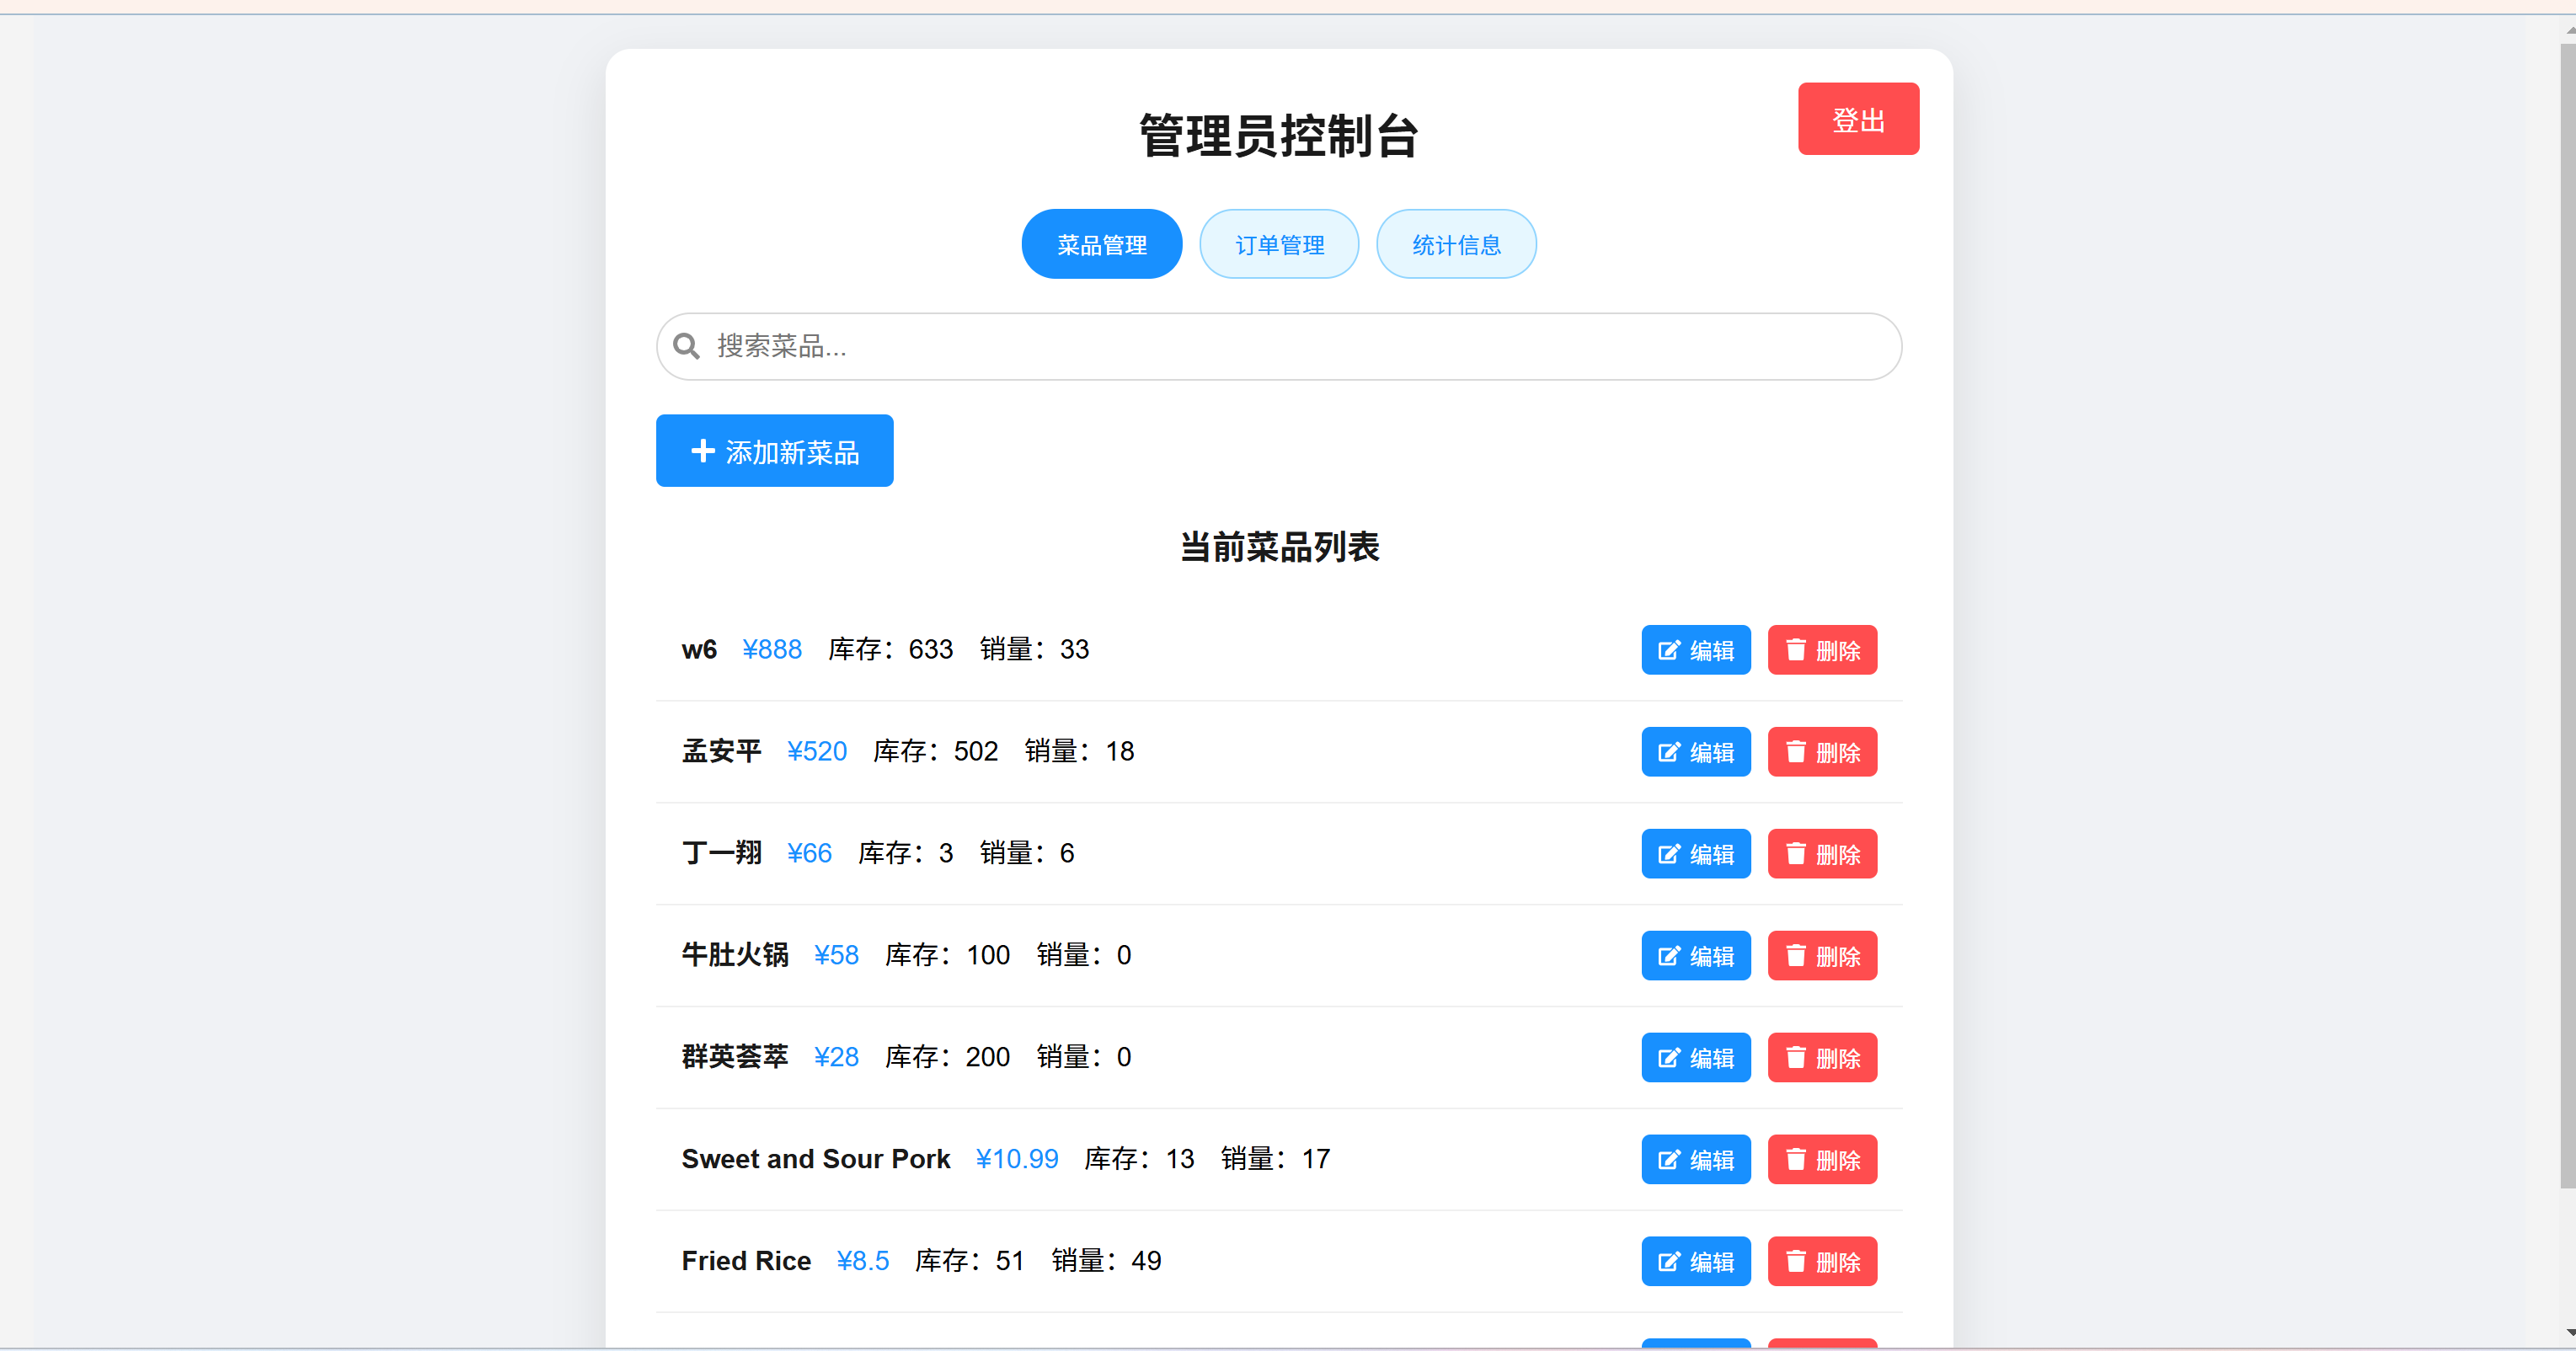 管理员控制台
登出
菜品管理 订单管理 统计信息
搜索菜品...
添加新菜品
当前菜品列表
w6 ¥888 库存：633 销量：33 编辑 删除
孟安平 ¥520 库存：502 销量：18 编辑 删除
丁一翔 ¥66 库存：3 销量：6 编辑 删除
牛肚火锅 ¥58 库存：100 销量：0 编辑 删除
群英荟萃 ¥28 库存：200 销量：0 编辑 删除
Sweet and Sour Pork ¥10.99 库存：13 销量：17 编辑 删除
Fried Rice ¥8.5 库存：51 销量：49 编辑 删除